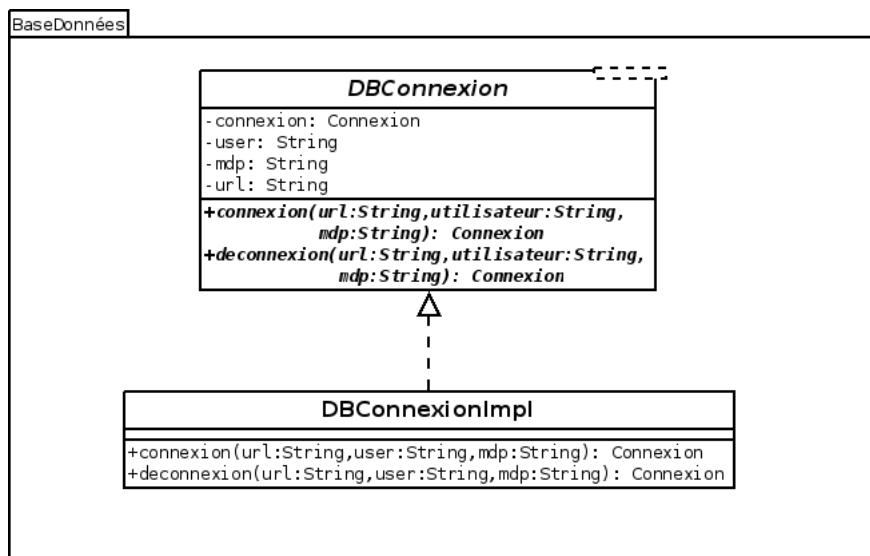 BaseDonnées
DBConnexion
-connexion: Connexion
-user: String
-mdp: String
-url: String
+connexion(url:String,utilisateur:String,
mdp:String): Connexion
+deconnexion(url:String,utilisateur:String,
mdp:String): Connexion
DBConnexionImpl
+connexion(url:String,user:String,mdp:String): Connexion
+deconnexion(url:String,user:String,mdp:String): Connexion